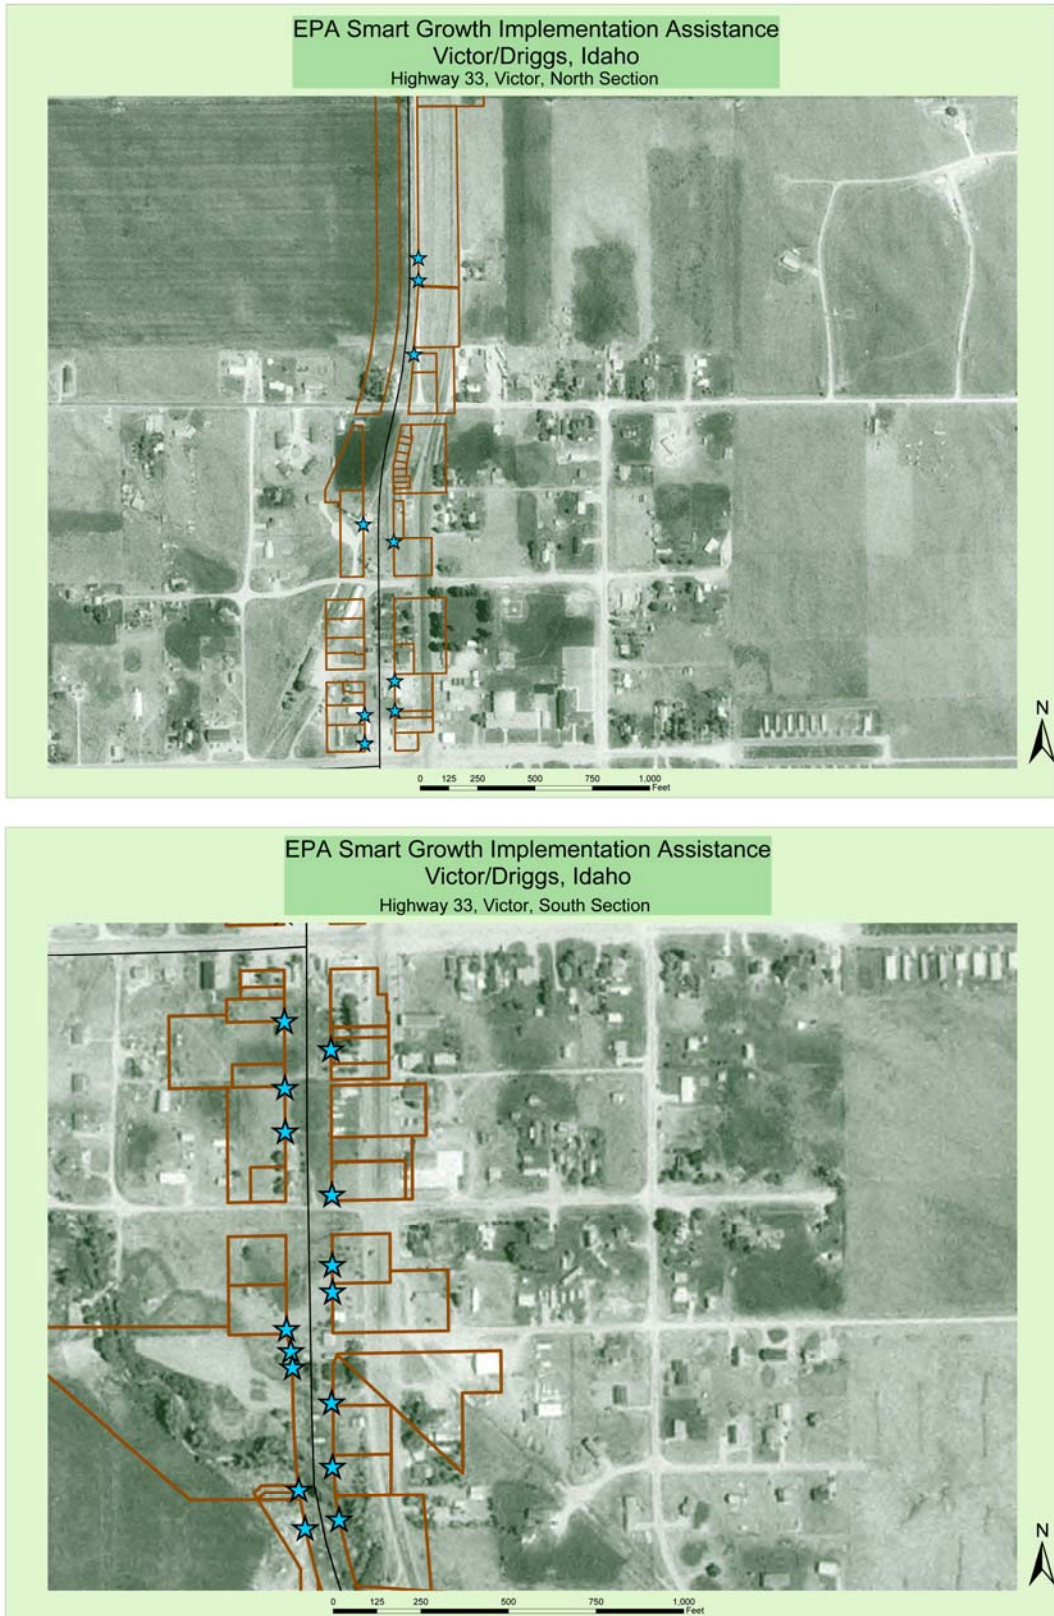 EPA Smart Growth Implementation Assistance
Victor/Driggs, Idaho
Highway 33, Victor, North Section
N
0 125 250 500 750 1,000
Feet
EPA Smart Growth Implementation Assistance
Victor/Driggs, Idaho
Highway 33, Victor, South Section
N
0 125 250 500 750 1,000
Feet